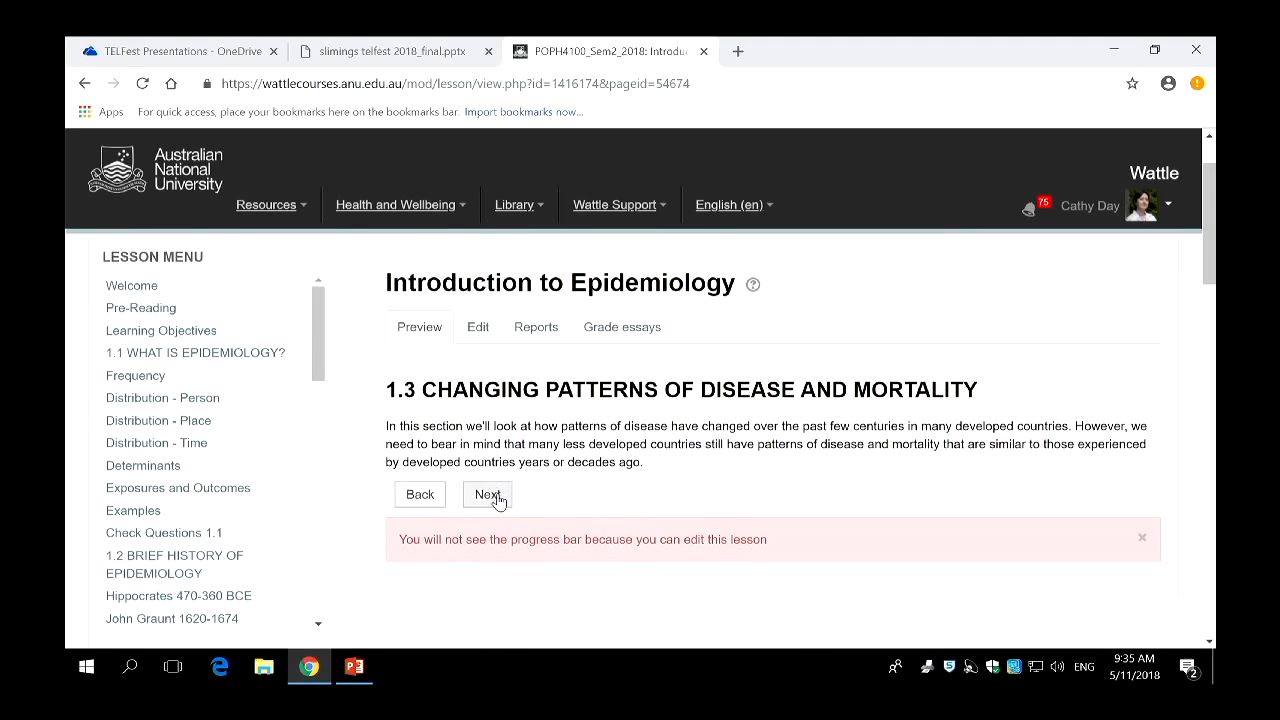 TELFest Presentations - OneDrive
slimings telfest 2018_final.pptx
POPH4100_Sem2_2018: Introduc
https://wattlecourses.anu.edu.au/mod/lesson/view.php?id=1416174&pageid=54674
Apps
For quick access, place your bookmarks here on the bookmarks bar. Import bookmarks now...
Australian
National
University
Wattle
Resources
Health and Wellbeing
Library
Wattle Support
English (en)
75
Cathy Day
LESSON MENU
Welcome
Pre-Reading
Learning Objectives
1.1 WHAT IS EPIDEMIOLOGY?
Frequency
Distribution - Person
Distribution - Place
Distribution - Time
Determinants
Exposures and Outcomes
Examples
Check Questions 1.1
1.2 BRIEF HISTORY OF
EPIDEMIOLOGY
Hippocrates 470-360 BCE
John Graunt 1620-1674
Introduction to Epidemiology
Preview
Edit
Reports
Grade essays
1.3 CHANGING PATTERNS OF DISEASE AND MORTALITY
In this section we'll look at how patterns of disease have changed over the past few centuries in many developed countries. However, we
need to bear in mind that many less developed countries still have patterns of disease and mortality that are similar to those experienced
by developed countries years or decades ago.
Back
Next
You will not see the progress bar because you can edit this lesson
ENG
9:35 AM
5/11/2018
2